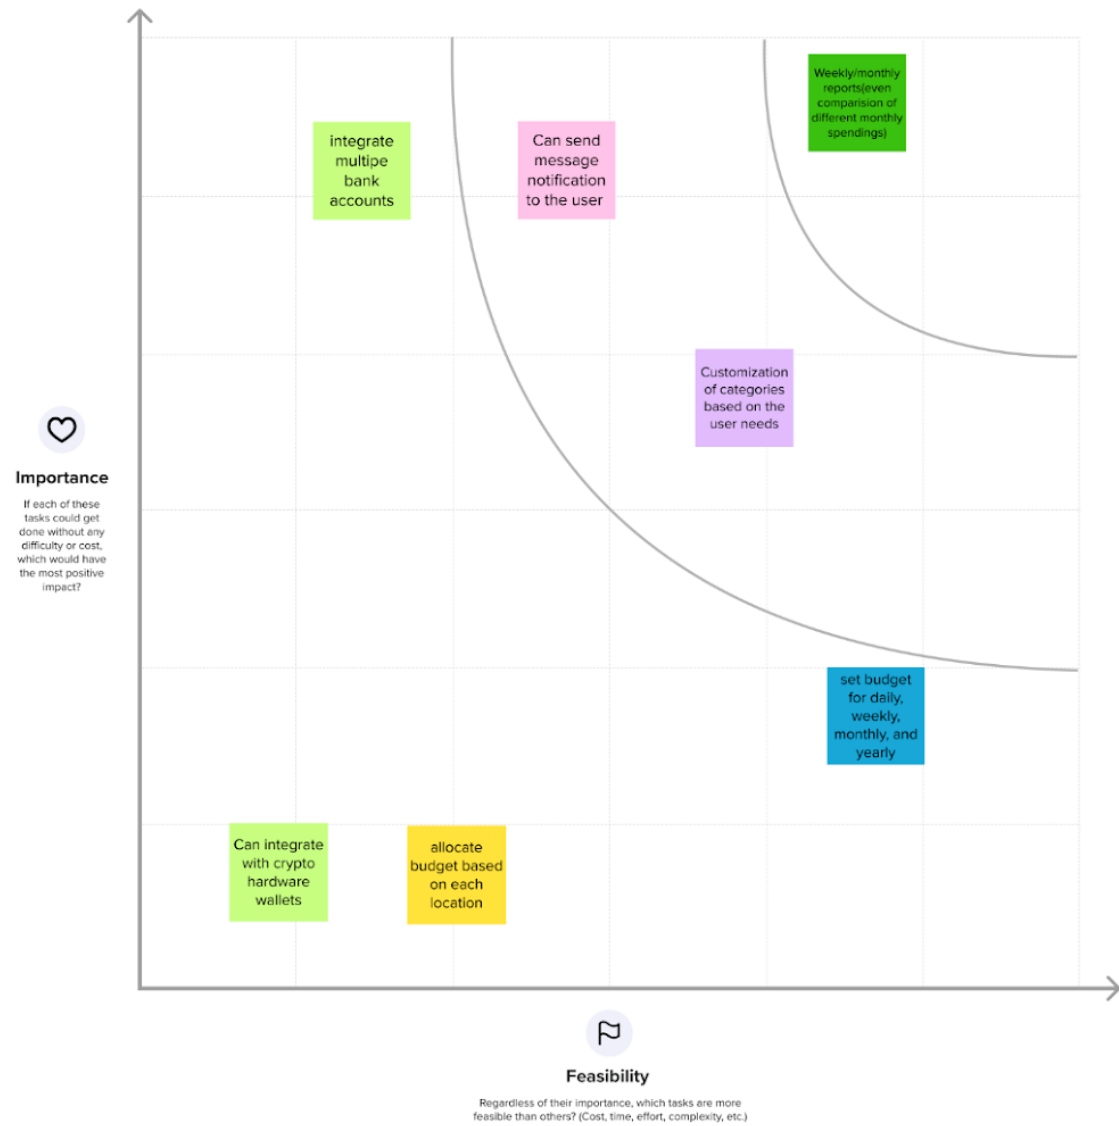 Weekly/monthly
reports(even
comparision of
different monthly
spendings)
integrate
multipe
bank
accounts
Can send
message
notification
to the user
Customization
of categories
based on the
user needs
Importance
If each of these
tasks could get
done without any
difficulty or cost,
which would have
the most positive
impact?
set budget
for daily,
weekly,
monthly, and
yearly
Can integrate
with crypto
hardware
wallets
allocate
budget based
on each
location
Feasibility
Regardless of their importance, which tasks are more
feasible than others? (Cost, time, effort, complexity, etc.)